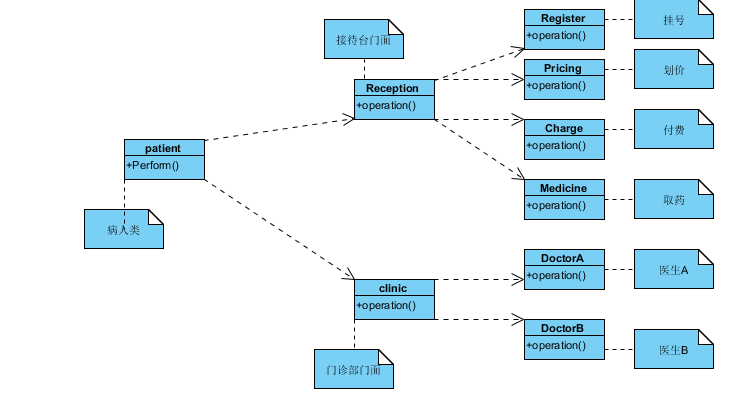 Register
+operation()
挂号
接待台门面
Pricing
+operation()
划价
Reception
+operation()
Charge
+operation()
付费
patient
+Perform()
Medicine
+operation()
取药
病人类
DoctorA
+operation()
医生A
clinic
+operation()
DoctorB
+operation()
医生B
门诊部门面